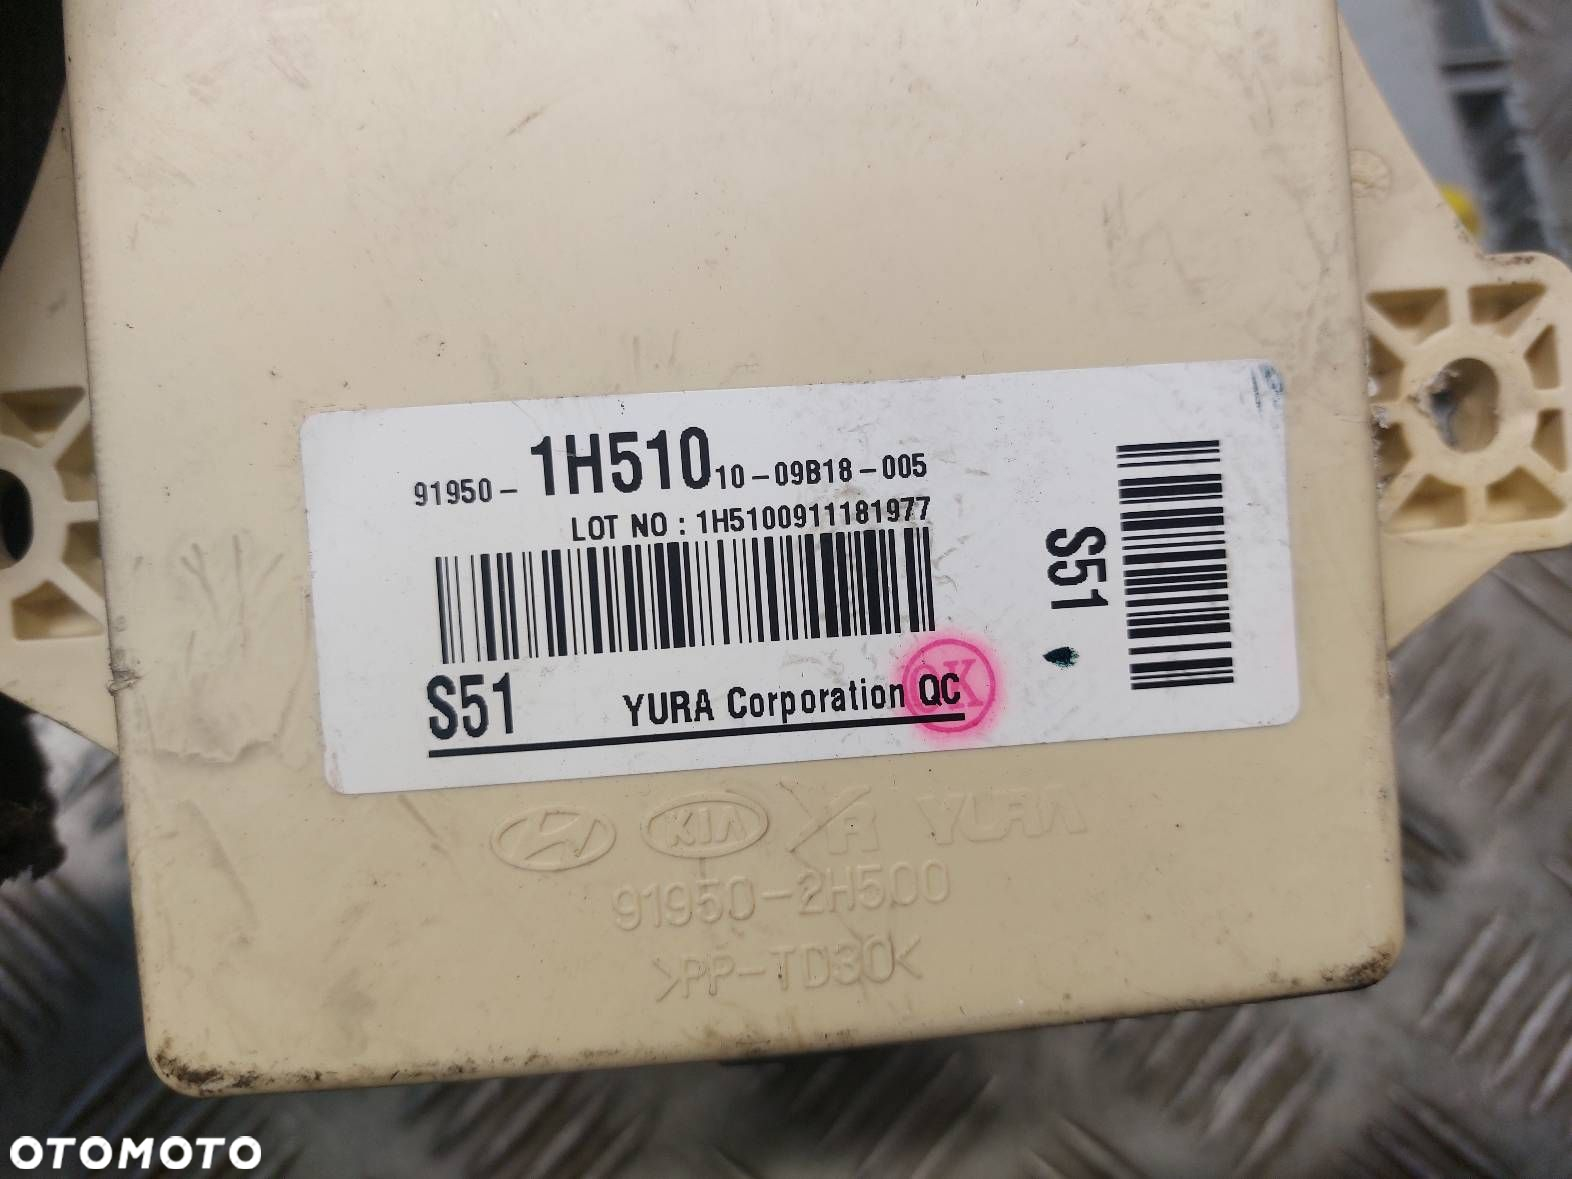 91950- 1H510 10-09B18-005
LOT NO : 1H5100911181977
S51
S51
YURA Corporation QC
OK
KIA YURA
91950-2H500
>PP-TD30<
OTOMOTO